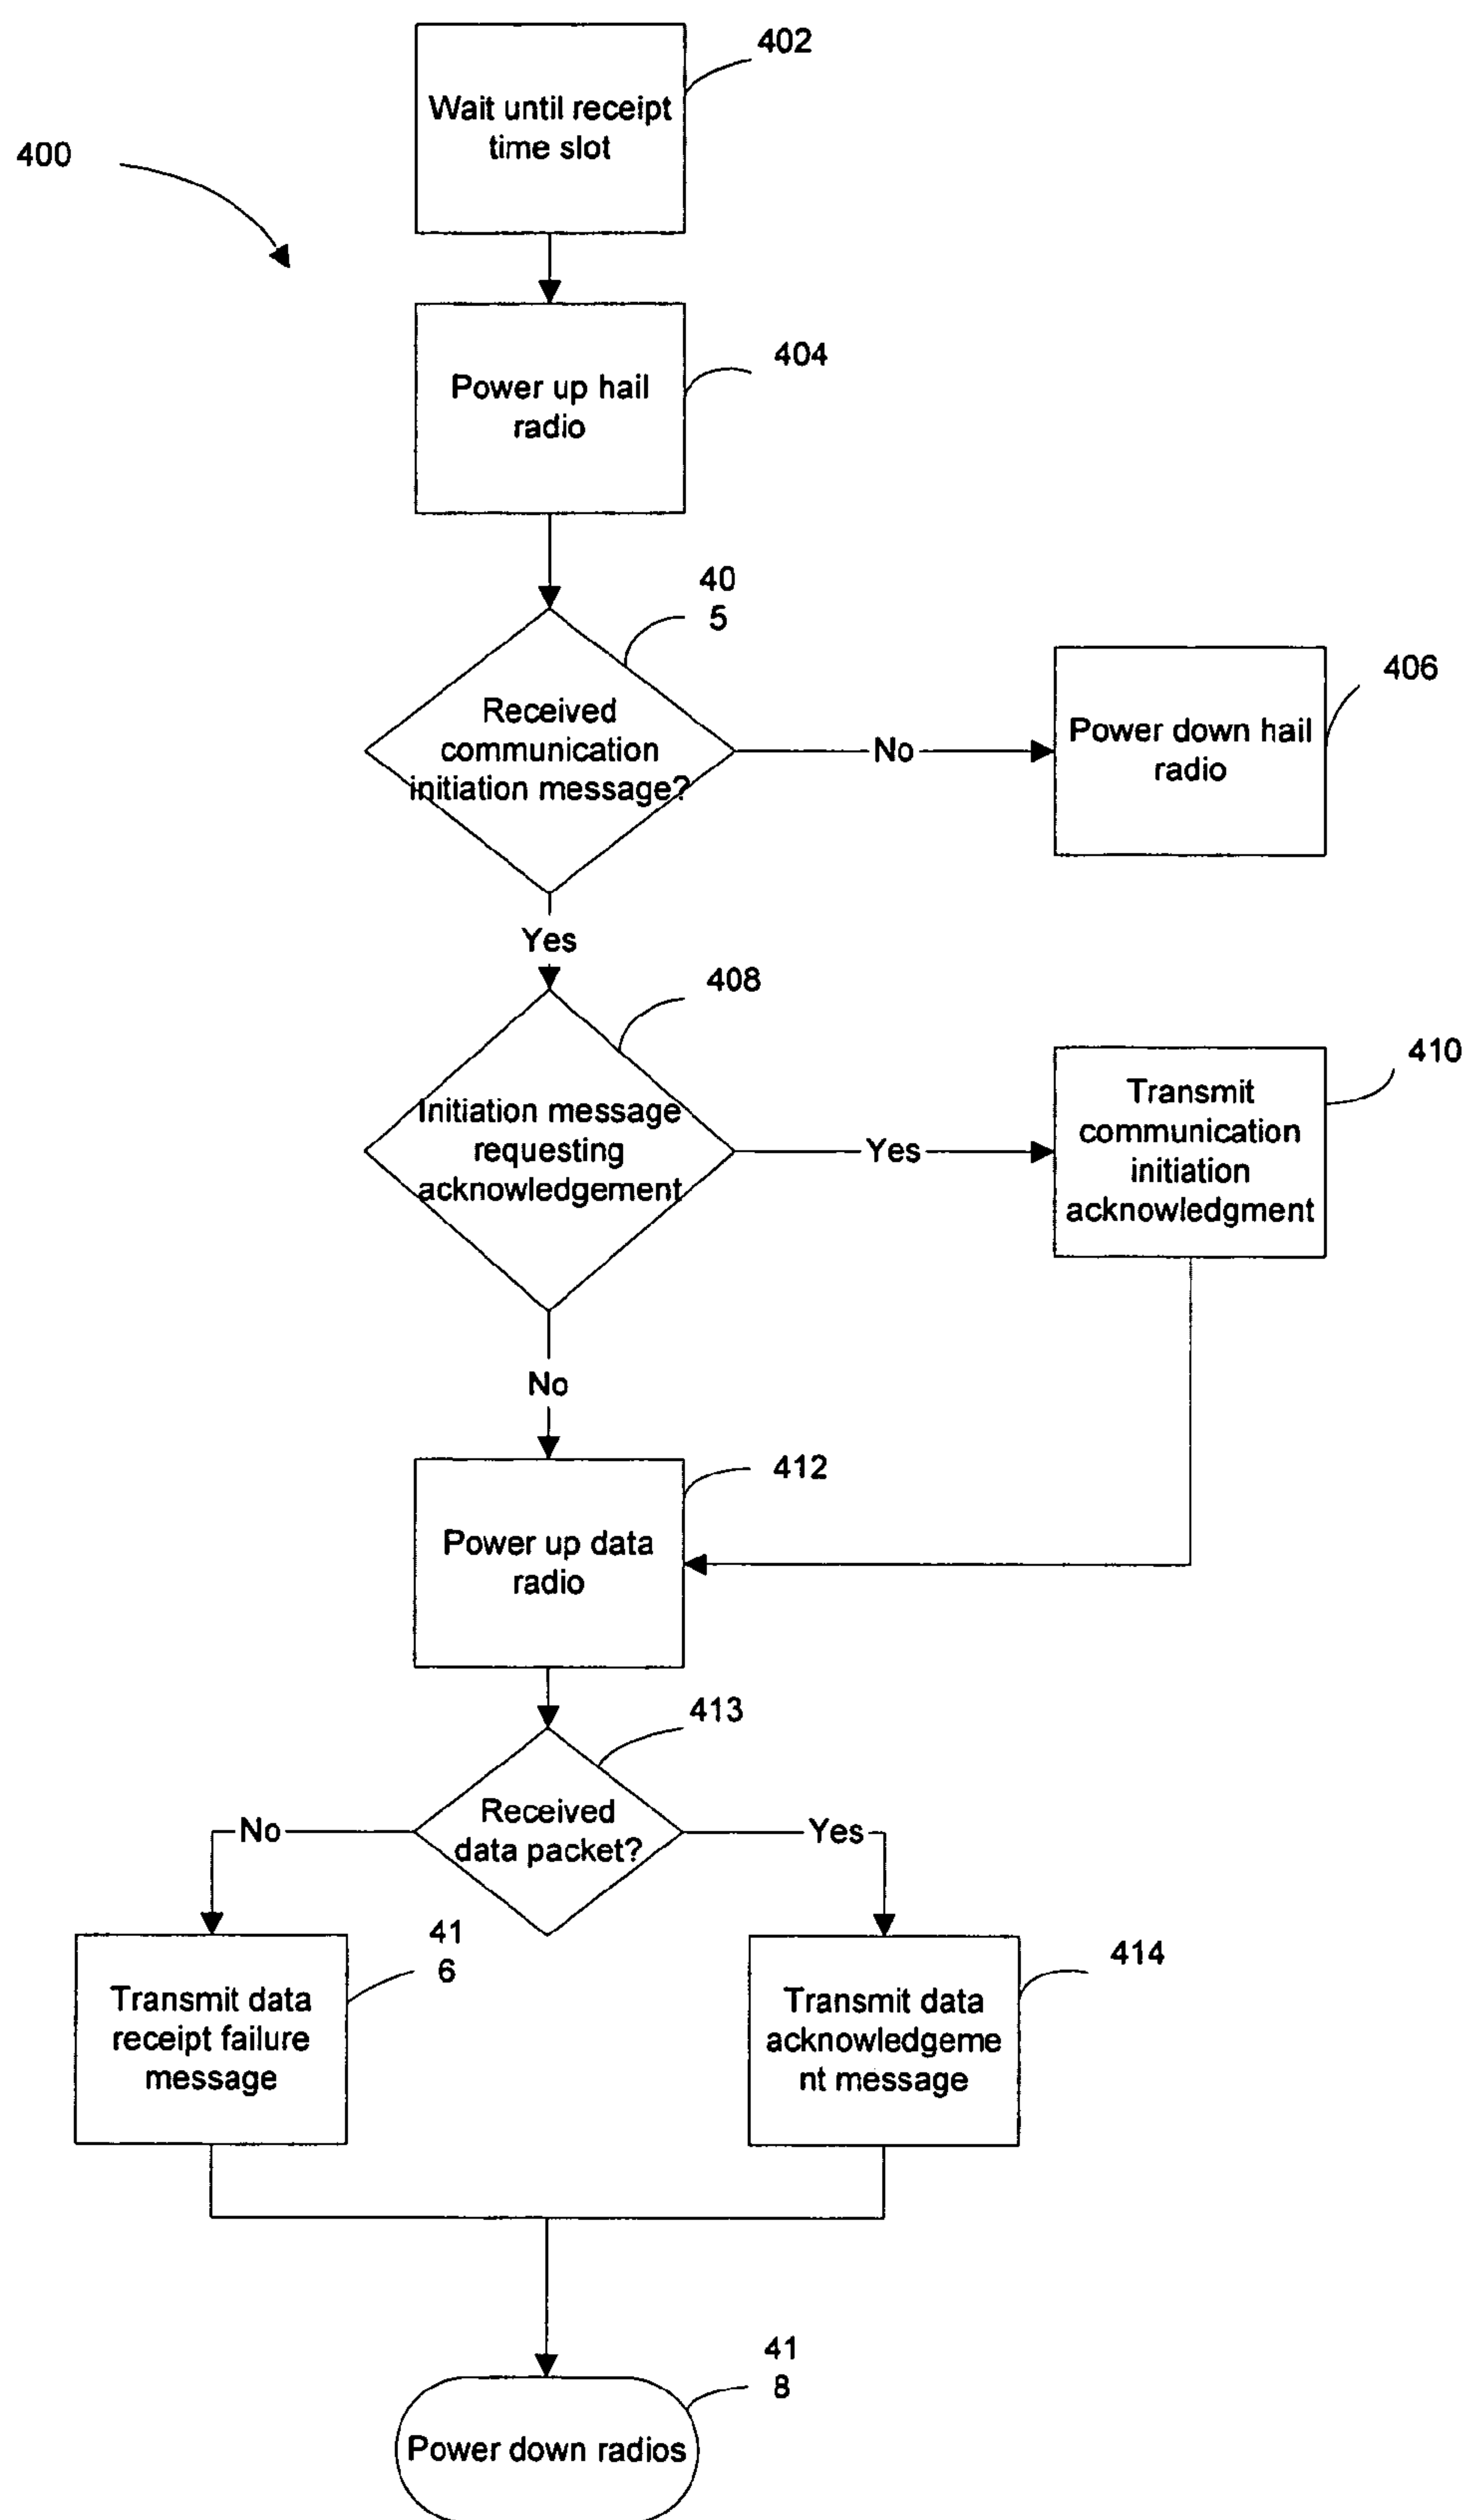 402
Wait until receipt
time slot
400
404
Power up hail
radio
40
5
Received
communication
initiation message?
No
406
Power down hail
radio
Yes
408
Initiation message
requesting
acknowledgement
Yes
410
Transmit
communication
initiation
acknowledgment
No
412
Power up data
radio
413
Received
data packet?
No
Yes
41
6
Transmit data
receipt failure
message
414
Transmit data
acknowledgeme
nt message
41
8
Power down radios